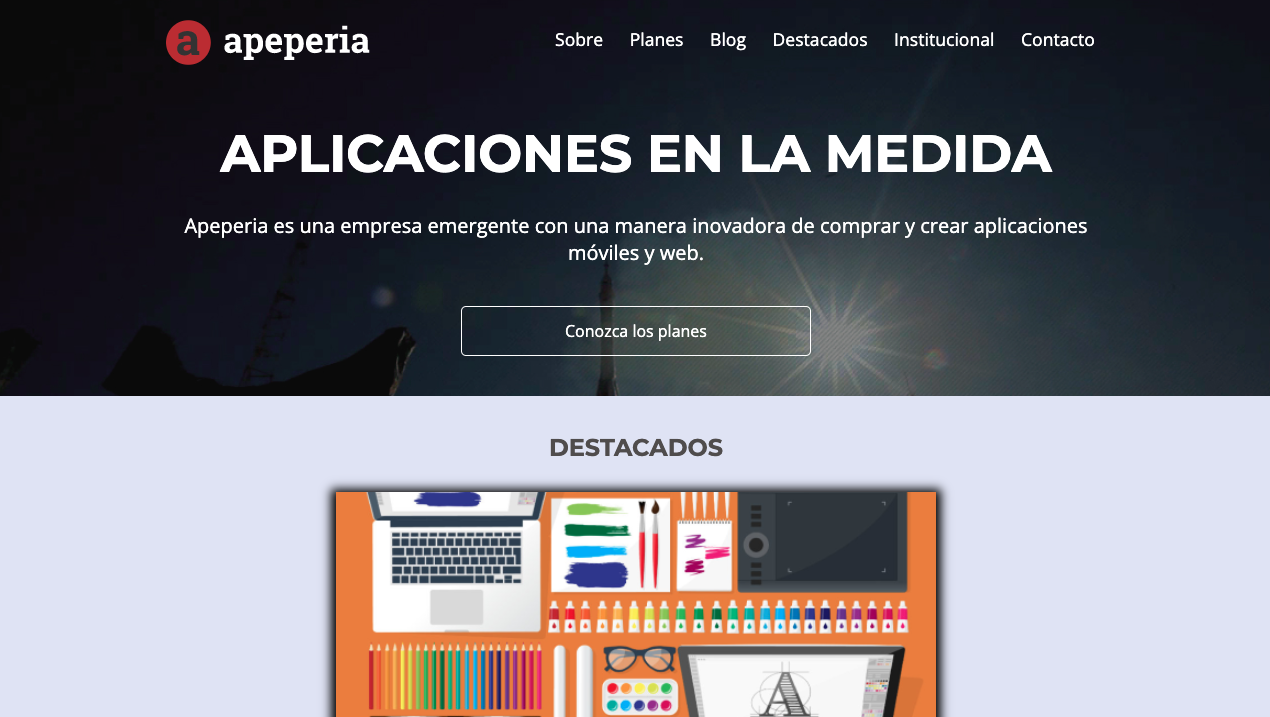 a apeperia
Sobre Planes Blog Destacados Institucional Contacto
APLICACIONES EN LA MEDIDA
Apeperia es una empresa emergente con una manera inovadora de comprar y crear aplicaciones
móviles y web.
Conozca los planes
DESTACADOS
A